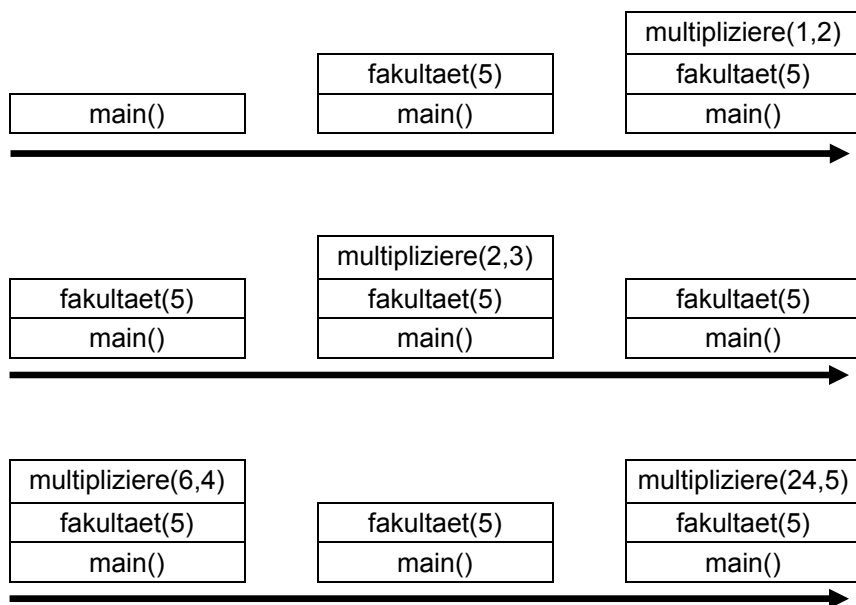 multipliziere(1,2)
fakultaet(5) fakultaet(5)
main() main() main()
multipliziere(2,3)
fakultaet(5) fakultaet(5) fakultaet(5)
main() main() main()
multipliziere(6,4) multipliziere(24,5)
fakultaet(5) fakultaet(5) fakultaet(5)
main() main() main()